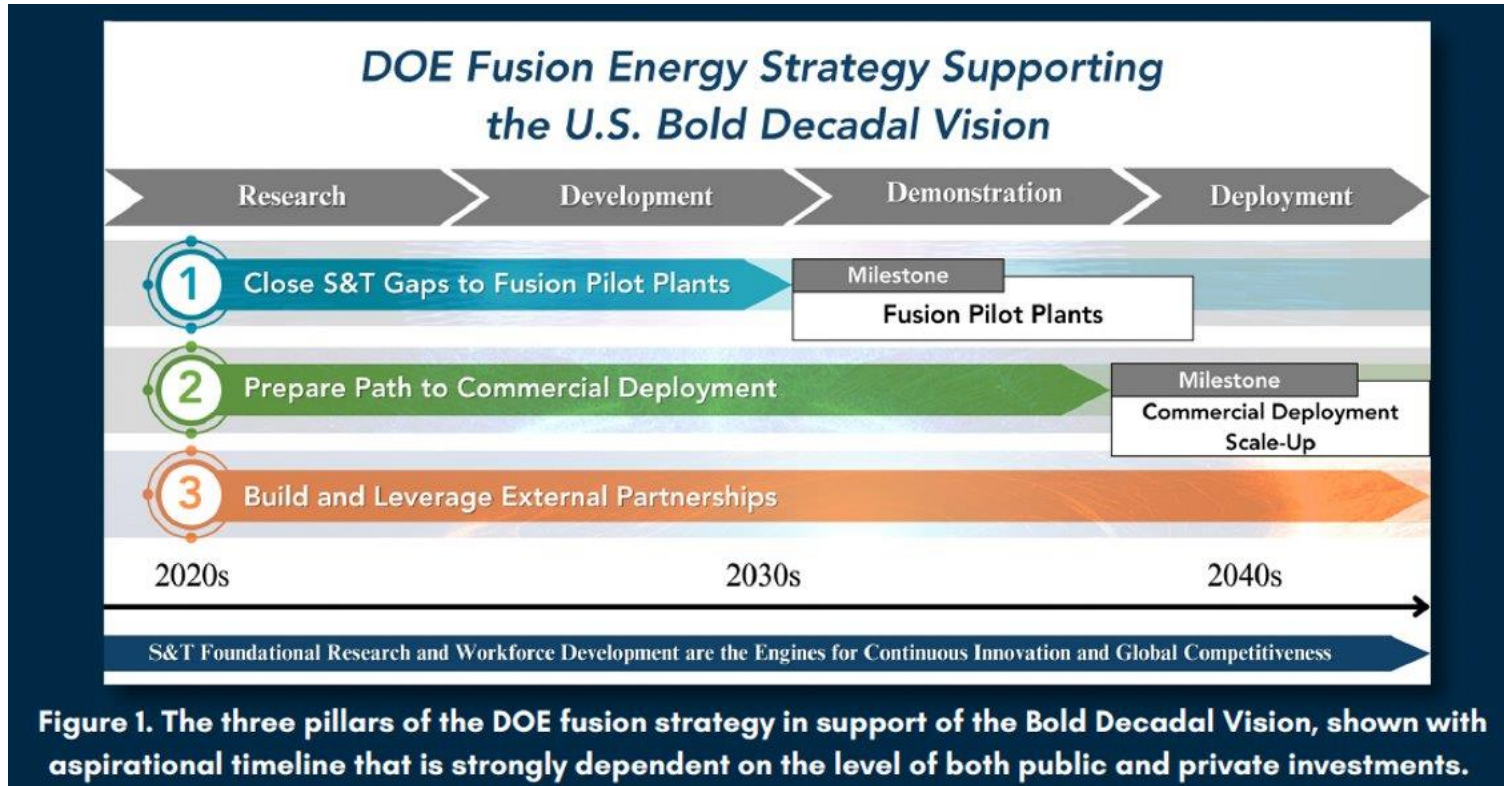 DOE Fusion Energy Strategy Supporting
the U.S. Bold Decadal Vision
Research
Development
Demonstration
Deployment
1
Close S&T Gaps to Fusion Pilot Plants
Milestone
Fusion Pilot Plants
2
Prepare Path to Commercial Deployment
Milestone
Commercial Deployment
Scale-Up
3
Build and Leverage External Partnerships
2020s
2030s
2040s
S&T Foundational Research and Workforce Development are the Engines for Continuous Innovation and Global Competitiveness
Figure 1. The three pillars of the DOE fusion strategy in support of the Bold Decadal Vision, shown with
aspirational timeline that is strongly dependent on the level of both public and private investments.